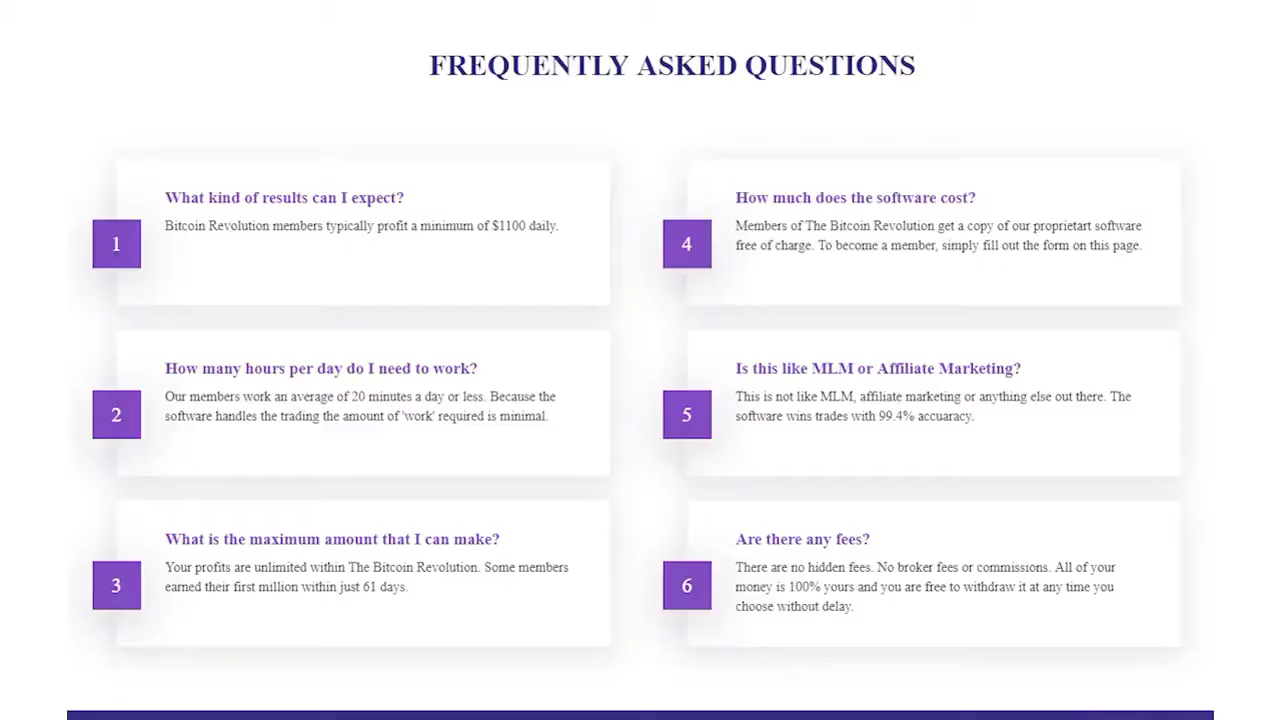 FREQUENTLY ASKED QUESTIONS
1
What kind of results can I expect?
Bitcoin Revolution members typically profit a minimum of $1100 daily.
2
How many hours per day do I need to work?
Our members work an average of 20 minutes a day or less. Because the
software handles the trading the amount of 'work' required is minimal.
3
What is the maximum amount that I can make?
Your profits are unlimited within The Bitcoin Revolution. Some members
earned their first million within just 61 days.
4
How much does the software cost?
Members of The Bitcoin Revolution get a copy of our proprietart software
free of charge. To become a member, simply fill out the form on this page.
5
Is this like MLM or Affiliate Marketing?
This is not like MLM, affiliate marketing or anything else out there. The
software wins trades with 99.4% accuaracy.
6
Are there any fees?
There are no hidden fees. No broker fees or commissions. All of your
money is 100% yours and you are free to withdraw it at any time you
choose without delay.